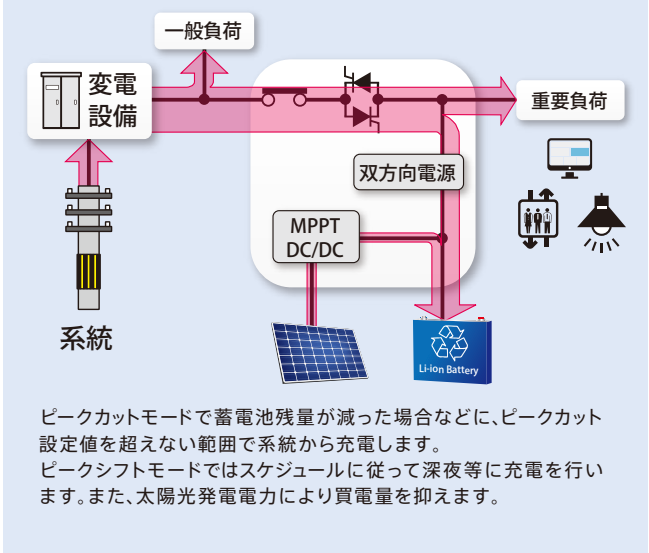 一般負荷
変電
設備
重要負荷
双方向電源
MPPT
DC/DC
系統
Li-ion Battery
ピークカットモードで蓄電池残量が減った場合などに、ピークカット
設定値を超えない範囲で系統から充電します。
ピークシフトモードではスケジュールに従って深夜等に充電を行い
ます。また、太陽光発電電力により買電量を抑えます。